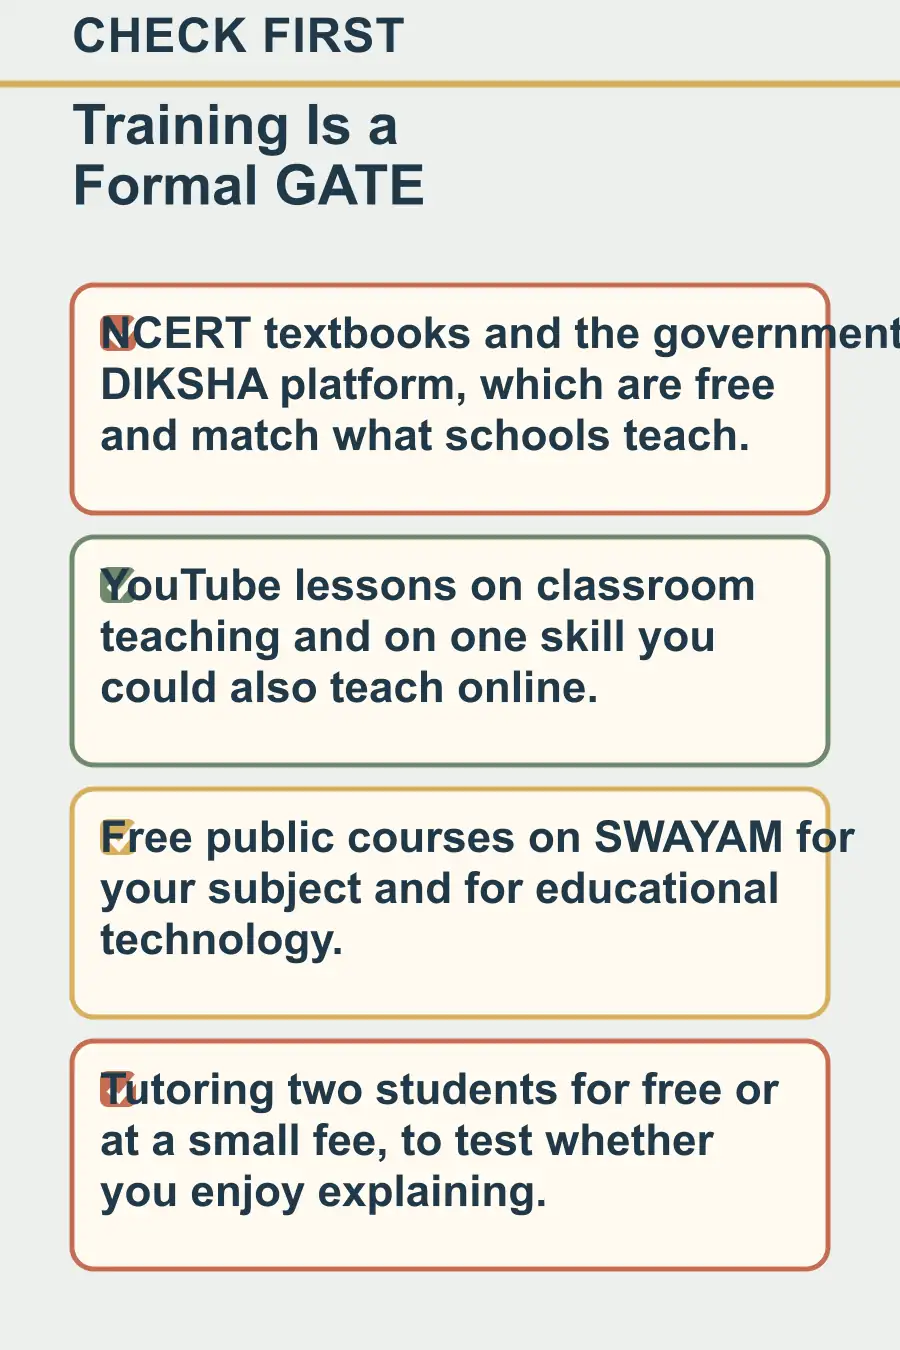 CHECK FIRST
Training Is a
Formal GATE
NCERT textbooks and the government
DIKSHA platform, which are free
and match what schools teach.
YouTube lessons on classroom
teaching and on one skill you
could also teach online.
Free public courses on SWAYAM for
your subject and for educational
technology.
Tutoring two students for free or
at a small fee, to test whether
you enjoy explaining.